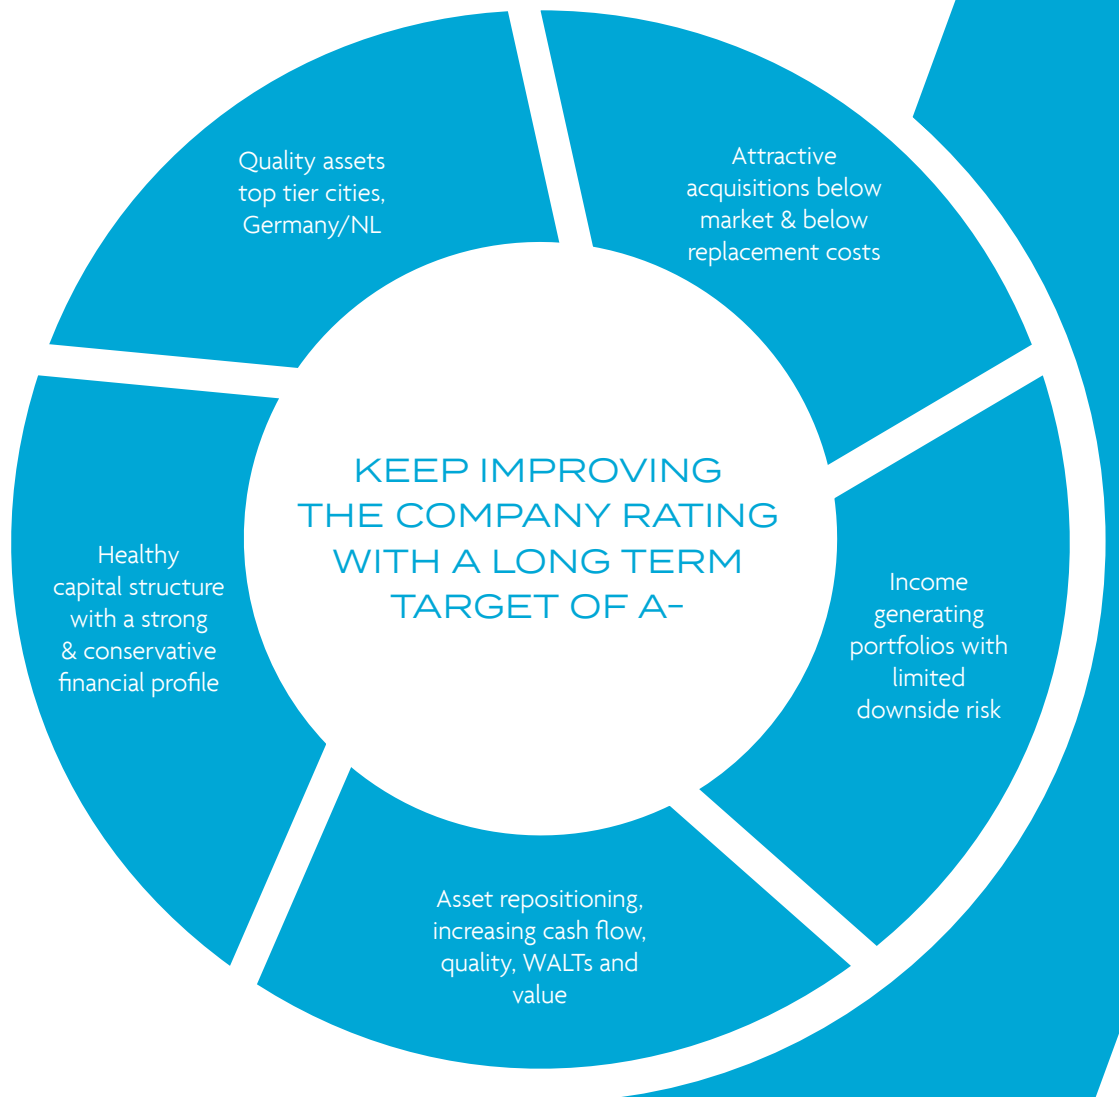 Quality assets
top tier cities,
Germany/NL
Attractive
acquisitions below
market & below
replacement costs
KEEP IMPROVING
THE COMPANY RATING
WITH A LONG TERM
TARGET OF A-
Healthy
capital structure
with a strong
& conservative
financial profile
Income
generating
portfolios with
limited
downside risk
Asset repositioning,
increasing cash flow,
quality, WALTs and
value